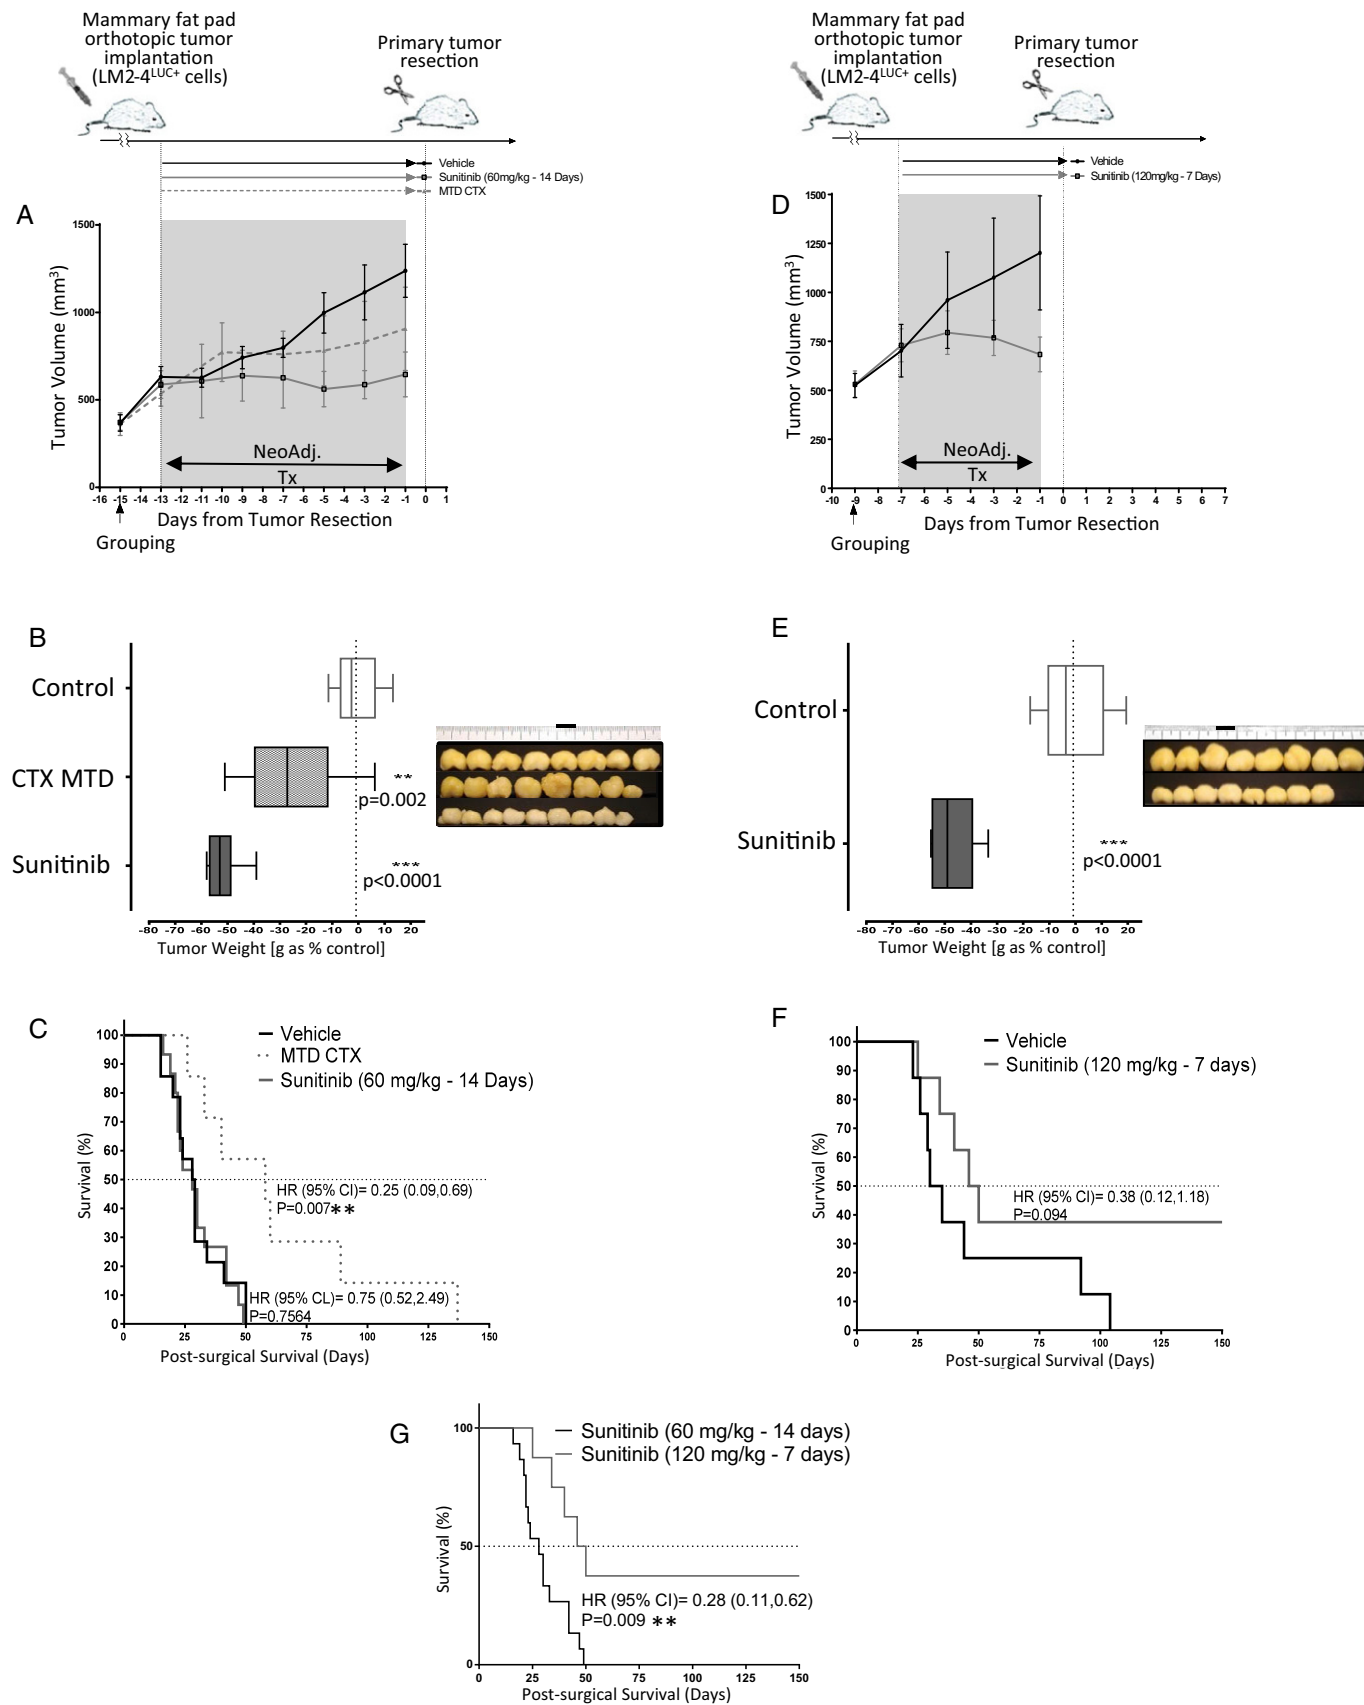 Mammary fat pad
orthotopic tumor
implantation
(LM2-4LUC+ cells)
Primary tumor
resection
Vehicle
Sunitinib (60mg/kg - 14 Days)
MTD CTX
A
Tumor Volume (mm3)
1500
1000
500
0
NeoAdj.
Tx
-16 -15 -14 -13 -12 -11 -10 -9 -8 -7 -6 -5 -4 -3 -2 -1 0 1
Days from Tumor Resection
Grouping
Mammary fat pad
orthotopic tumor
implantation
(LM2-4LUC+ cells)
Primary tumor
resection
Vehicle
Sunitinib (120mg/kg - 7 Days)
D
Tumor Volume (mm3)
1500
1250
1000
750
500
250
0
NeoAdj.
Tx
-10 -9 -8 -7 -6 -5 -4 -3 -2 -1 0 1 2 3 4 5 6 7
Days from Tumor Resection
Grouping
B
Control
CTX MTD
**
p=0.002
Sunitinib
***
p<0.0001
-80 -70 -60 -50 -40 -30 -20 -10 0 10 20
Tumor Weight [g as % control]
E
Control
Sunitinib
***
p<0.0001
-80 -70 -60 -50 -40 -30 -20 -10 0 10 20
Tumor Weight [g as % control]
C
Vehicle
MTD CTX
Sunitinib (60 mg/kg - 14 Days)
Survival (%)
100
90
80
70
60
50
40
30
20
10
0
HR (95% CI)= 0.25 (0.09,0.69)
P=0.007**
HR (95% CL)= 0.75 (0.52,2.49)
P=0.7564
0 25 50 75 100 125 150
Post-surgical Survival (Days)
F
Vehicle
Sunitinib (120 mg/kg - 7 days)
Survival (%)
100
90
80
70
60
50
40
30
20
10
0
HR (95% CI)= 0.38 (0.12,1.18)
P=0.094
0 25 50 75 100 125 150
Post-surgical Survival (Days)
G
Sunitinib (60 mg/kg - 14 days)
Sunitinib (120 mg/kg - 7 days)
Survival (%)
100
50
0
HR (95% CI)= 0.28 (0.11,0.62)
P=0.009 **
0 25 50 75 100 125 150
Post-surgical Survival (Days)